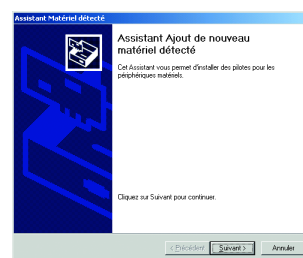 Assistant Matériel détecté
Assistant Ajout de nouveau
matériel détecté
Cet Assistant vous permet d'installer des pilotes pour les
périphériques matériels.
Cliquez sur Suivant pour continuer.
< Précédent
Suivant >
Annuler